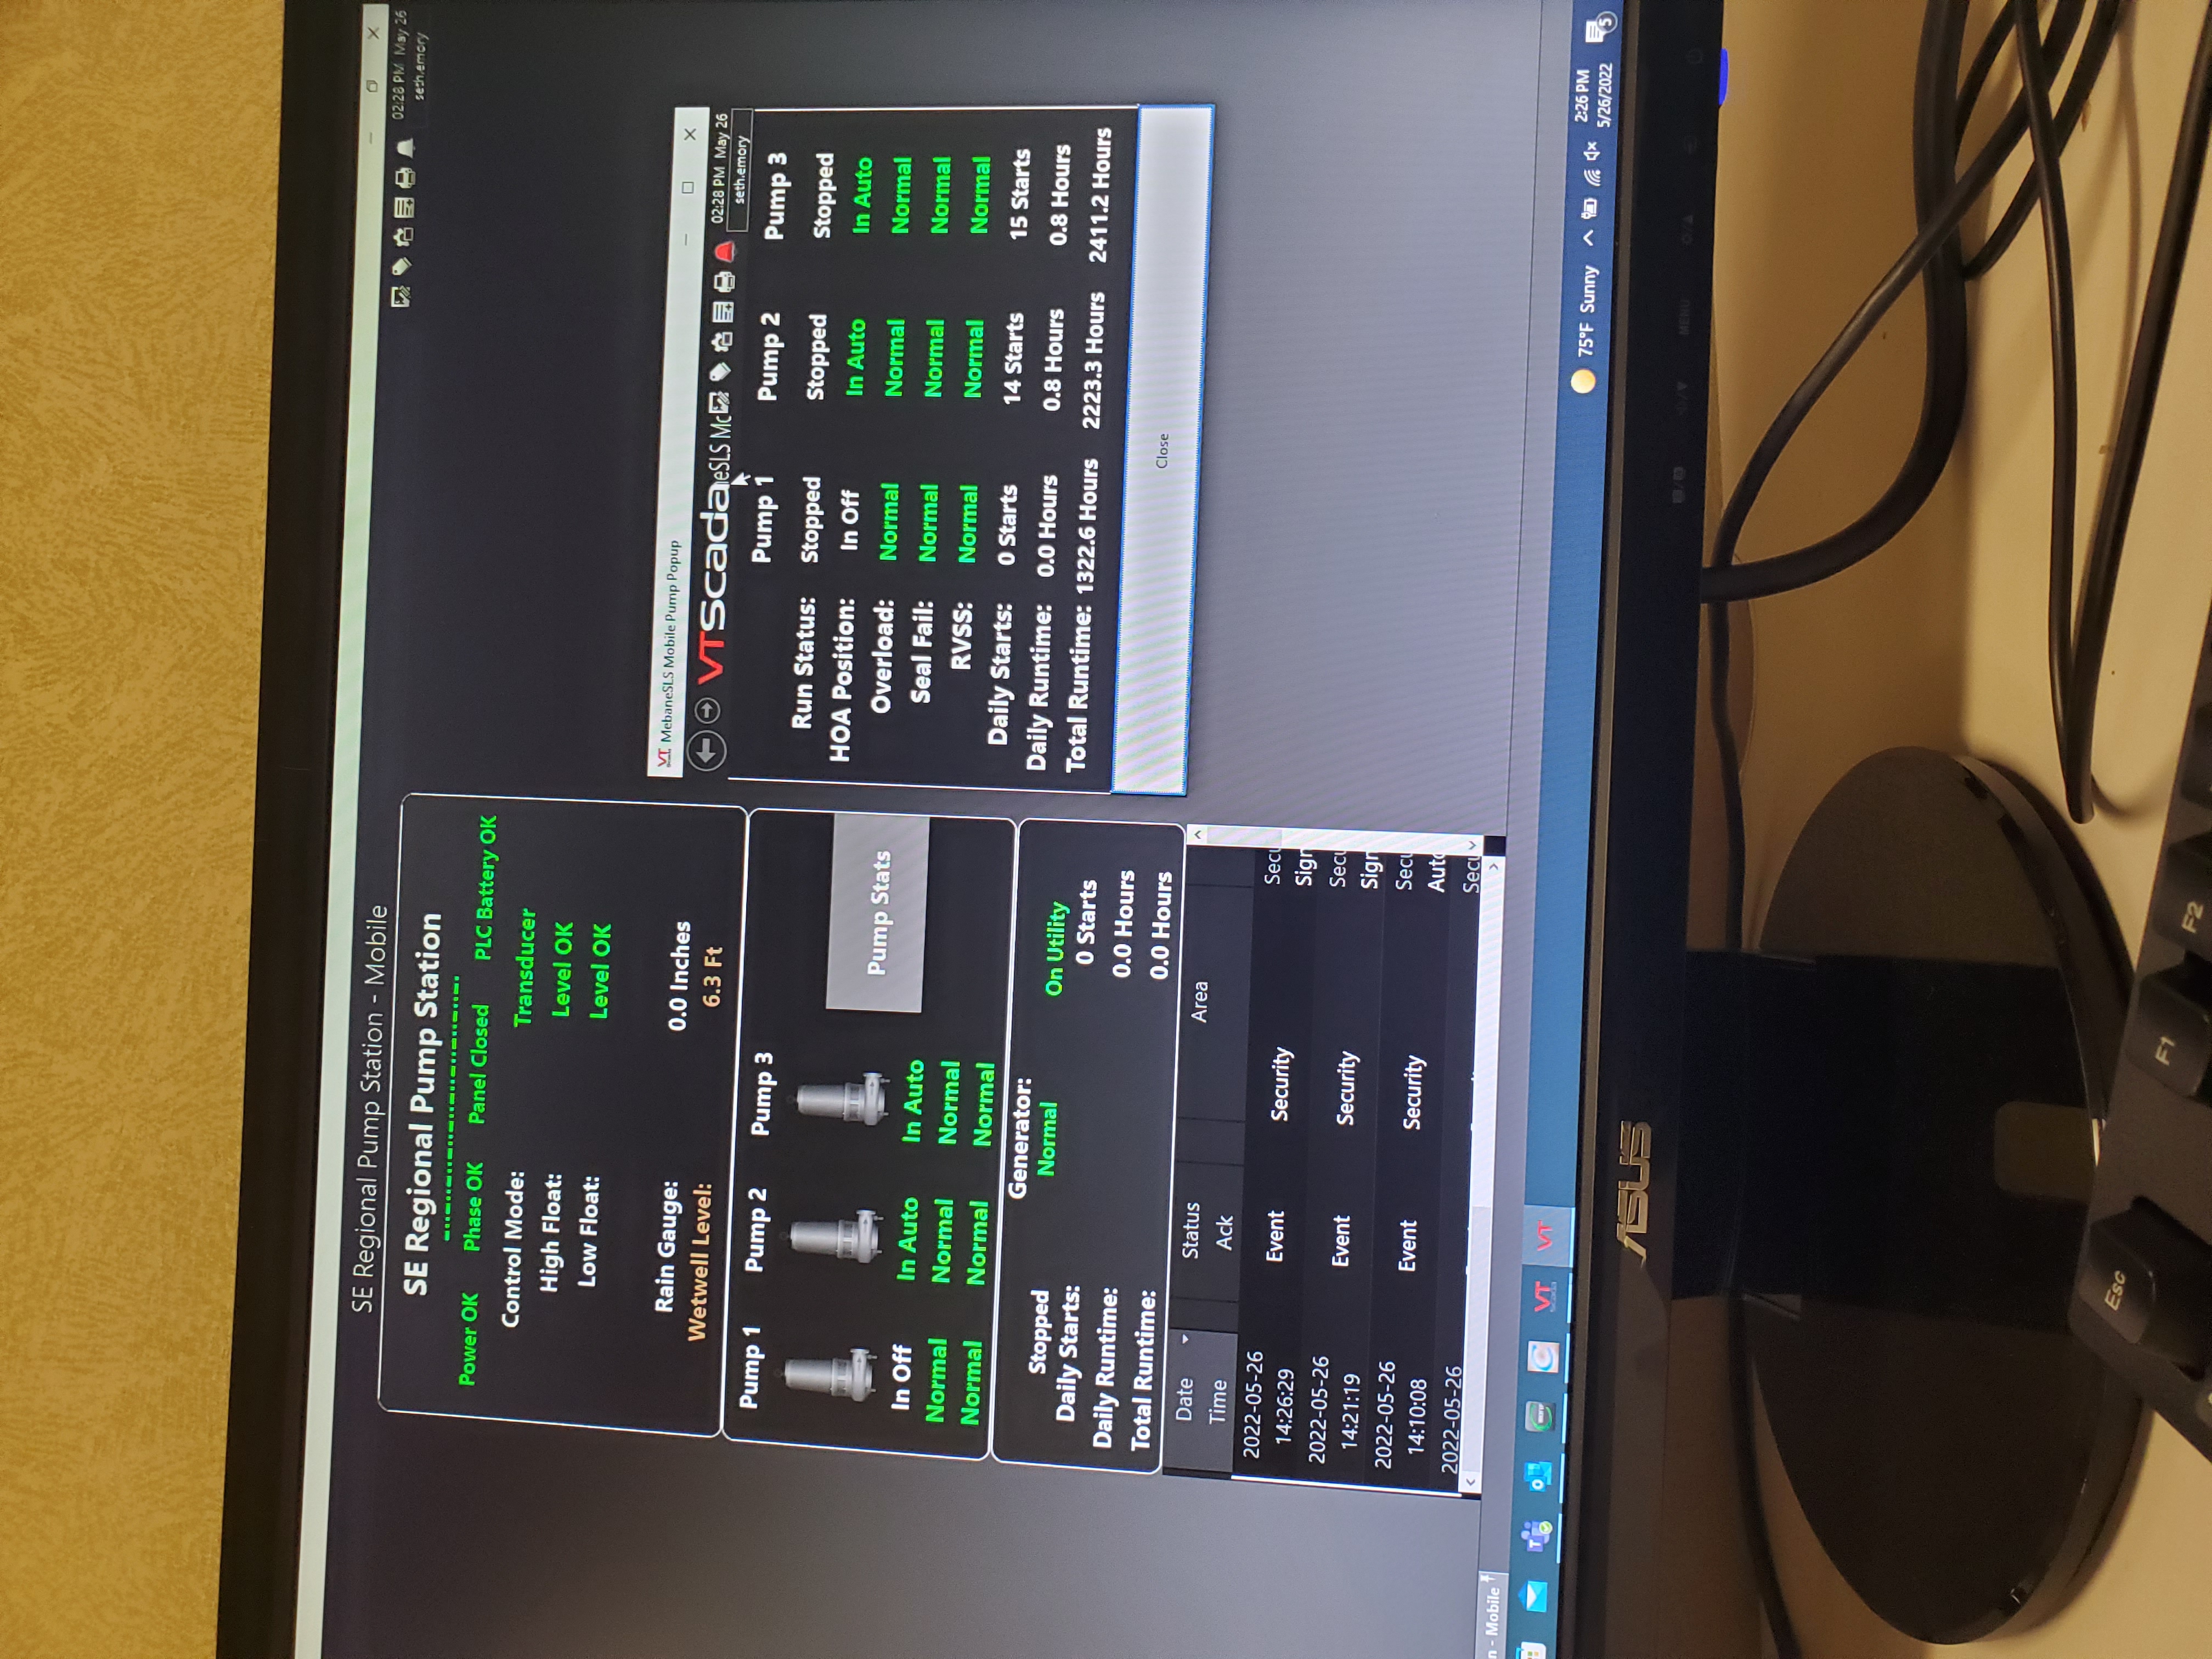 SE Regional Pump Station - Mobile
02:28 PM May 26
seth.emory
SE Regional Pump Station
Power OK Phase OK Panel Closed PLC Battery OK
Control Mode: Transducer
High Float: Level OK
Low Float: Level OK
Rain Gauge: 0.0 Inches
Wetwell Level: 6.3 Ft
Pump 1 Pump 2 Pump 3
Pump Stats
In Off In Auto In Auto
Normal Normal Normal
Normal Normal Normal
Generator:
Stopped Normal On Utility
Daily Starts: 0 Starts
Daily Runtime: 0.0 Hours
Total Runtime: 0.0 Hours
Date Time Status Ack Area
2022-05-26 14:26:29 Event Security Secu Sign
2022-05-26 14:21:19 Event Security Secu Sign
2022-05-26 14:10:08 Event Security Secu Auto
2022-05-26 Secu
VT MebaneSLS Mobile Pump Popup
VTScada eSLS Mo 02:28 PM May 26
seth.emory
Pump 1 Pump 2 Pump 3
Run Status: Stopped Stopped Stopped
HOA Position: In Off In Auto In Auto
Overload: Normal Normal Normal
Seal Fail: Normal Normal Normal
RVSS: Normal Normal Normal
Daily Starts: 0 Starts 14 Starts 15 Starts
Daily Runtime: 0.0 Hours 0.8 Hours 0.8 Hours
Total Runtime: 1322.6 Hours 2223.3 Hours 2411.2 Hours
Close
n - Mobile
VT Scada VT
75°F Sunny 2:26 PM
5/26/2022
5
ASUS
MENU
Esc
F1
F2